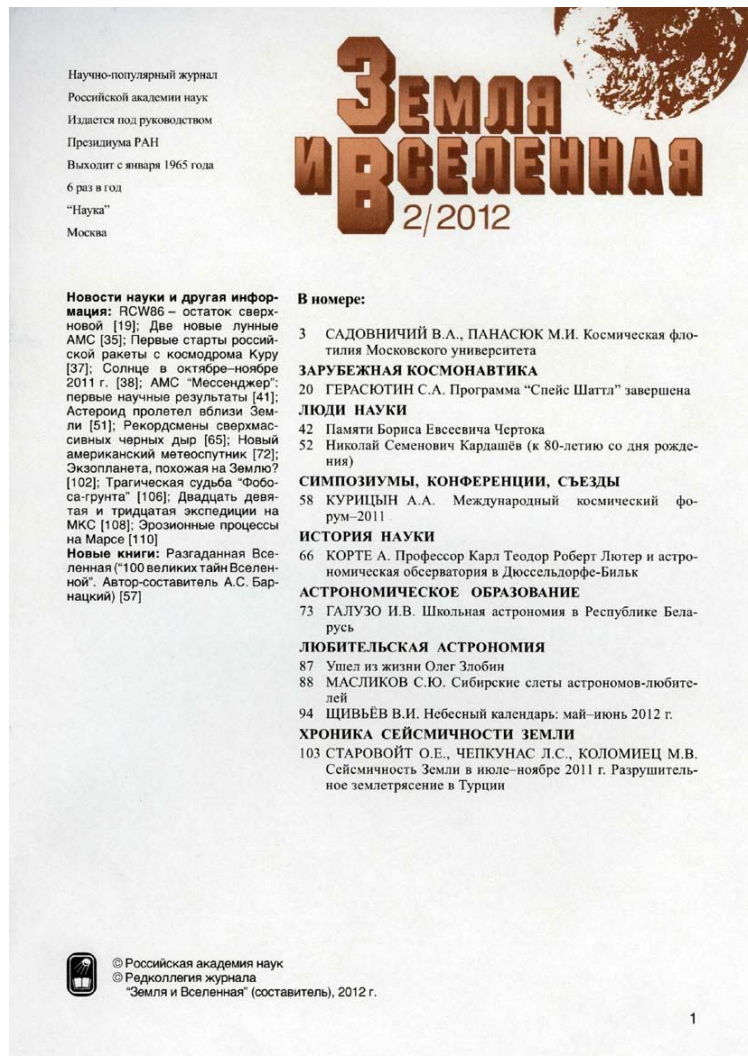 Научно-популярный журнал
Российской академии наук
Издается под руководством
Президиума РАН
Выходит с января 1965 года
6 раз в год
“Наука”
Москва
Земля
и Вселенная
2/2012
Новости науки и другая инфор-
мация: RCW86 – остаток сверх-
новой [19]; Две новые лунные
АМС [35]; Первые старты россий-
ской ракеты с космодрома Куру
[37]; Солнце в октябре–ноябре
2011 г. [38]; АМС “Мессенджер”:
первые научные результаты [41];
Астероид пролетел вблизи Зем-
ли [51]; Рекордсмены сверхмас-
сивных черных дыр [65]; Новый
американский метеоспутник [72];
Экзопланета, похожая на Землю?
[102]; Трагическая судьба “Фобо-
са-грунта” [106]; Двадцать девя-
тая и тридцатая экспедиции на
МКС [108]; Эрозионные процессы
на Марсе [110]
Новые книги: Разгаданная Все-
ленная (“100 великих тайн Вселен-
ной”. Автор-составитель А.С. Бар-
нацкий) [57]
В номере:
3 САДОВНИЧИЙ В.А., ПАНАСЮК М.И. Космическая фло-
тилия Московского университета
ЗАРУБЕЖНАЯ КОСМОНАВТИКА
20 ГЕРАСЮТИН С.А. Программа “Спейс Шаттл” завершена
ЛЮДИ НАУКИ
42 Памяти Бориса Евсеевича Чертока
52 Николай Семенович Кардашёв (к 80-летию со дня рожде-
ния)
СИМПОЗИУМЫ, КОНФЕРЕНЦИИ, СЪЕЗДЫ
58 КУРИЦЫН А.А. Международный космический фо-
рум–2011
ИСТОРИЯ НАУКИ
66 КОРТЕ А. Профессор Карл Теодор Роберт Лютер и астро-
номическая обсерватория в Дюссельдорфе-Бильк
АСТРОНОМИЧЕСКОЕ ОБРАЗОВАНИЕ
73 ГАЛУЗО И.В. Школьная астрономия в Республике Бела-
русь
ЛЮБИТЕЛЬСКАЯ АСТРОНОМИЯ
87 Ушел из жизни Олег Злобин
88 МАСЛИКОВ С.Ю. Сибирские слеты астрономов-любите-
лей
94 ЩИВЬЁВ В.И. Небесный календарь: май–июнь 2012 г.
ХРОНИКА СЕЙСМИЧНОСТИ ЗЕМЛИ
103 СТАРОВОЙТ О.Е., ЧЕПКУНАС Л.С., КОЛОМИЕЦ М.В.
Сейсмичность Земли в июле–ноябре 2011 г. Разрушитель-
ное землетрясение в Турции
© Российская академия наук
© Редколлегия журнала
“Земля и Вселенная” (составитель), 2012 г.
1